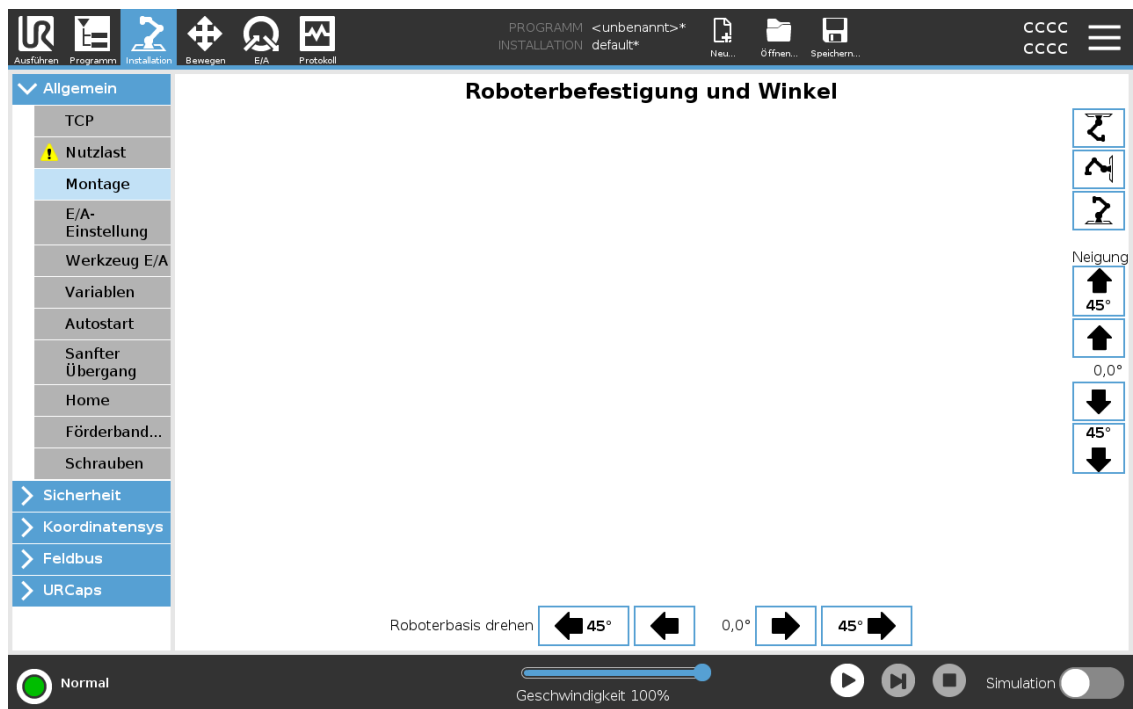 PROGRAMM <unbenannt>*
INSTALLATION default*
CCCC
CCCC
Ausführen Programm Installation Bewegen E/A Protokoll Neu... Öffnen... Speichern...
Allgemein
Roboterbefestigung und Winkel
TCP
Nutzlast
Montage
E/A-
Einstellung
Werkzeug E/A
Variablen
Autostart
Sanfter
Übergang
Home
Förderband...
Schrauben
Sicherheit
Koordinatensys
Feldbus
URCaps
Neigung
45°
0,0°
45°
Roboterbasis drehen 45° 0,0° 45°
Normal
Geschwindigkeit 100%
Simulation